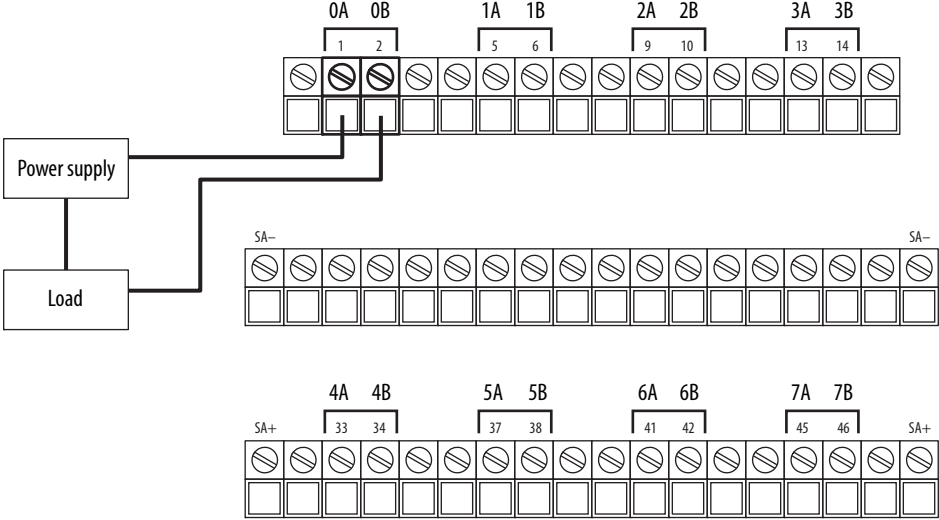 0A 0B 1A 1B 2A 2B 3A 3B
1 2 5 6 9 10 13 14
Power supply
SA– SA–
Load
4A 4B 5A 5B 6A 6B 7A 7B
SA+ 33 34 37 38 41 42 45 46 SA+